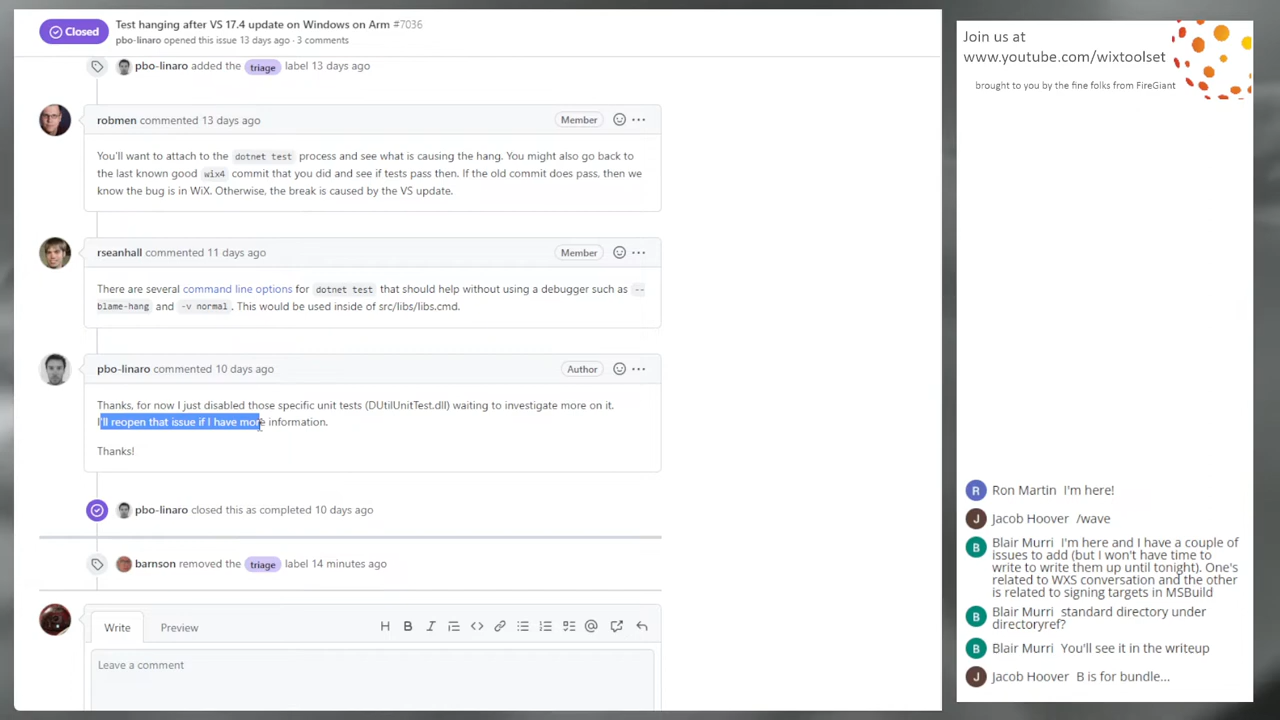 Closed
Test hanging after VS 17.4 update on Windows on Arm #7036
pbo-linaro opened this issue 13 days ago · 3 comments
pbo-linaro added the triage label 13 days ago
robmen commented 13 days ago
Member
You'll want to attach to the dotnet test process and see what is causing the hang. You might also go back to
the last known good wix4 commit that you did and see if tests pass then. If the old commit does pass, then we
know the bug is in WiX. Otherwise, the break is caused by the VS update.
rseanhall commented 11 days ago
Member
There are several command line options for dotnet test that should help without using a debugger such as --
blame-hang and -v normal. This would be used inside of src/libs/libs.cmd.
pbo-linaro commented 10 days ago
Author
Thanks, for now I just disabled those specific unit tests (DUtilUnitTest.dll) waiting to investigate more on it.
I'll reopen that issue if I have more information.
Thanks!
pbo-linaro closed this as completed 10 days ago
barnson removed the triage label 14 minutes ago
Write
Preview
Leave a comment
Join us at
www.youtube.com/wixtoolset
brought to you by the fine folks from FireGiant
R Ron Martin I'm here!
J Jacob Hoover /wave
B Blair Murri I'm here and I have a couple of
issues to add (but I won't have time to
write to write them up until tonight). One's
related to WXS conversation and the other
is related to signing targets in MSBuild
B Blair Murri standard directory under
directoryref?
B Blair Murri You'll see it in the writeup
J Jacob Hoover B is for bundle...